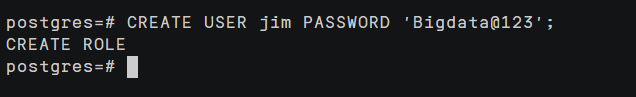 postgres=# CREATE USER jim PASSWORD 'Bigdata@123';
CREATE ROLE
postgres=#